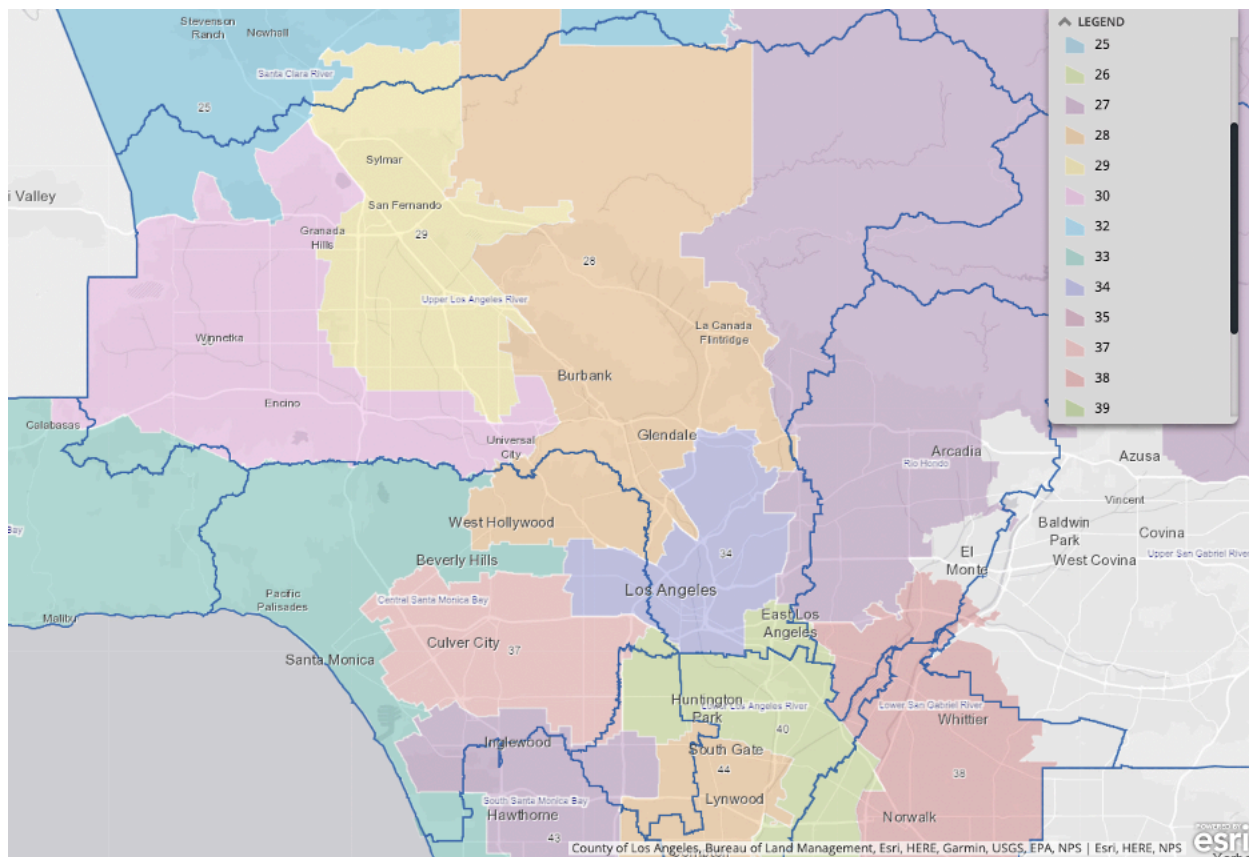 Stevenson
Ranch
Newhall
Santa Clara River
25
Sylmar
i Valley
San Fernando
Granada
Hills
29
28
Upper Los Angeles River
La Canada
Flintridge
Winnetka
Burbank
Encino
Calabasas
Universal
City
Glendale
Arcadia
Rio Hondo
Azusa
Vincent
Bay
West Hollywood
Baldwin
Park
Covina
El
Monte
West Covina
Upper San Gabriel River
Beverly Hills
34
Los Angeles
Pacific
Palisades
Central Santa Monica Bay
Malibu
East Los
Angeles
Culver City
37
Santa Monica
Huntington
Park
Lower Los Angeles River
Lower San Gabriel River
Whittier
40
Inglewood
South Gate
44
38
Lynwood
South Santa Monica Bay
Hawthorne
Norwalk
43
LEGEND
25
26
27
28
29
30
32
33
34
35
37
38
39
County of Los Angeles, Bureau of Land Management, Esri, HERE, Garmin, USGS, EPA, NPS | Esri, HERE, NPS
POWERED BY
esri